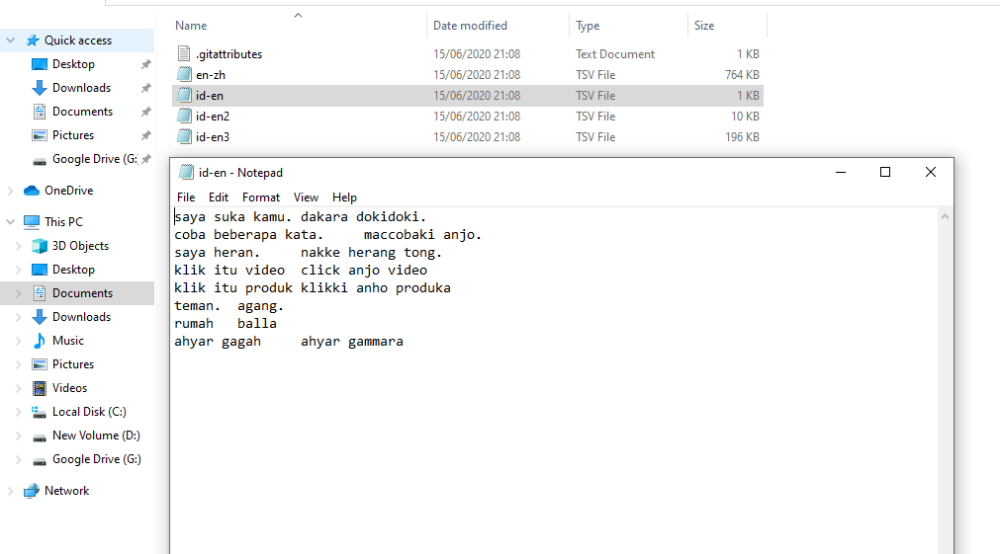 Name Date modified Type Size
Quick access
.gitattributes 15/06/2020 21:08 Text Document 1 KB
Desktop
en-zh 15/06/2020 21:08 TSV File 764 KB
Downloads
id-en 15/06/2020 21:08 TSV File 1 KB
Documents
id-en2 15/06/2020 21:08 TSV File 10 KB
Pictures
id-en3 15/06/2020 21:08 TSV File 196 KB
Google Drive (G:
OneDrive
This PC
3D Objects
Desktop
Documents
Downloads
Music
Pictures
Videos
Local Disk (C:)
New Volume (D:)
Google Drive (G:)
Network
id-en - Notepad
File Edit Format View Help
saya suka kamu. dakara dokidoki.
coba beberapa kata. maccobaki anjo.
saya heran. nakke herang tong.
klik itu video click anjo video
klik itu produk klikki anho produka
teman. agang.
rumah balla
ahyar gagah ahyar gammara